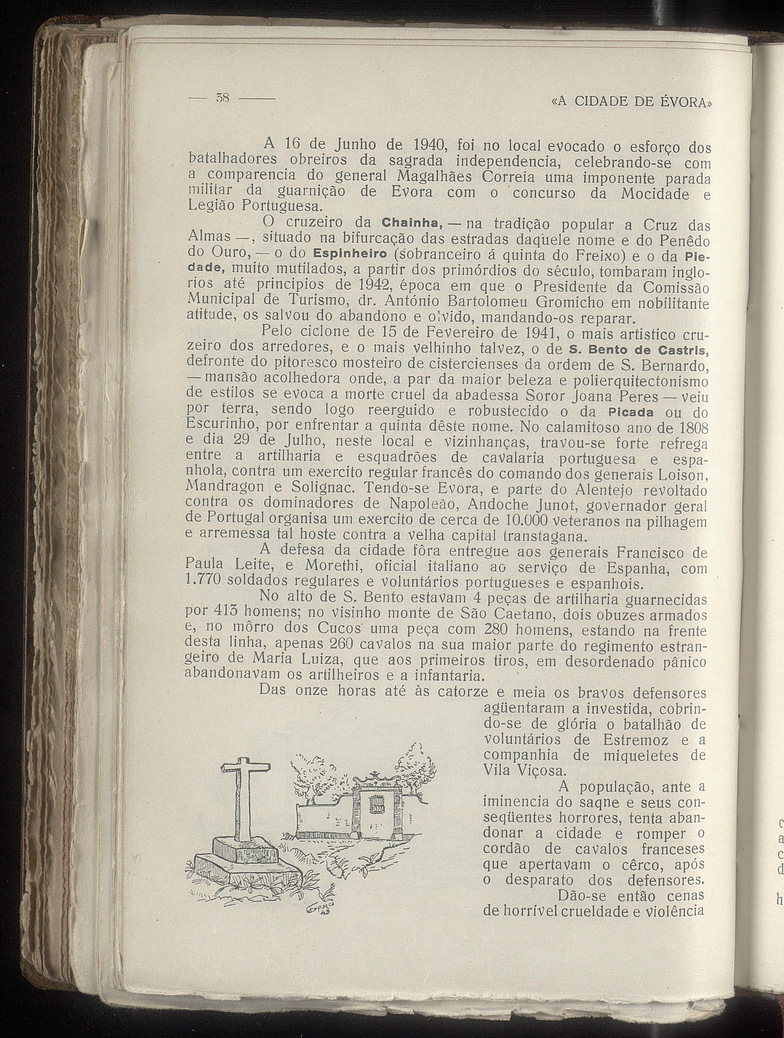 — 38 —— «A CIDADE DE ÉVORA»
A 16 de Junho de 1940, foi no local evocado o esforço dos
batalhadores obreiros da sagrada independencia, celebrando-se com
a comparencia do general Magalhães Correia uma imponente parada
militar da guarnição de Evora com o concurso da Mocidade e
Legião Portuguesa.
O cruzeiro da Chainha, — na tradição popular a Cruz das
Almas —, situado na bifurcação das estradas daquele nome e do Penêdo
do Ouro, — o do Espinheiro (sobranceiro á quinta do Freixo) e o da Pie-
dade, muito mutilados, a partir dos primórdios do século, tombaram inglo-
rios até principios de 1942, época em que o Presidente da Comissão
Municipal de Turismo, dr. António Bartolomeu Gromicho em nobilitante
atitude, os salvou do abandono e olvido, mandando-os reparar.
Pelo ciclone de 15 de Fevereiro de 1941, o mais artistico cru-
zeiro dos arredores, e o mais velhinho talvez, o de S. Bento de Castris,
defronte do pitoresco mosteiro de cistercienses da ordem de S. Bernardo,
— mansão acolhedora onde, a par da maior beleza e polierquitectonismo
de estilos se evoca a morte cruel da abadessa Soror Joana Peres — veiu
por terra, sendo logo reerguido e robustecido o da Picada ou do
Escurinho, por enfrentar a quinta dêste nome. No calamitoso ano de 1808
e dia 29 de Julho, neste local e vizinhanças, travou-se forte refrega
entre a artilharia e esquadrões de cavalaria portuguesa e espa-
nhola, contra um exercito regular francês do comando dos generais Loison,
Mandragon e Solignac. Tendo-se Evora, e parte do Alentejo revoltado
contra os dominadores de Napoleão, Andoche Junot, governador geral
de Portugal organisa um exercito de cerca de 10.000 veteranos na pilhagem
e arremessa tal hoste contra a velha capital transtagana.
A defesa da cidade fôra entregue aos generais Francisco de
Paula Leite, e Morethi, oficial italiano ao serviço de Espanha, com
1.770 soldados regulares e voluntários portugueses e espanhois.
No alto de S. Bento estavam 4 peças de artilharia guarnecidas
por 413 homens; no visinho monte de São Caetano, dois obuzes armados
e, no môrro dos Cucos uma peça com 280 homens, estando na frente
desta linha, apenas 260 cavalos na sua maior parte do regimento estran-
geiro de Maria Luiza, que aos primeiros tiros, em desordenado pânico
abandonavam os artilheiros e a infantaria.
Das onze horas até às catorze e meia os bravos defensores
agüentaram a investida, cobrin-
do-se de glória o batalhão de
voluntários de Estremoz e a
companhia de miqueletes de
Vila Viçosa.
A população, ante a
iminencia do saqne e seus con-
seqüentes horrores, tenta aban-
donar a cidade e romper o
cordão de cavalos franceses
que apertavam o cêrco, após
o desparato dos defensores.
Dão-se então cenas
de horrível crueldade e violência